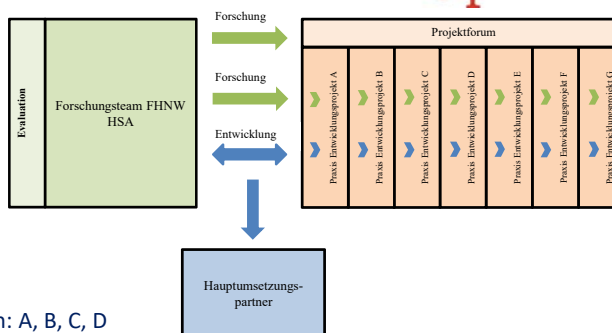 Forschung
Projektforum
Evaluation
Forschungsteam FHNW
HSA
Forschung
Entwicklung
Praxis Entwicklungsprojekt A
Praxis Entwicklungsprojekt B
Praxis Entwicklungsprojekt C
Praxis Entwicklungsprojekt D
Praxis Entwicklungsprojekt E
Praxis Entwicklungsprojekt F
Praxis Entwicklungsprojekt G
Hauptumsetzungs-
partner
: A, B, C, D